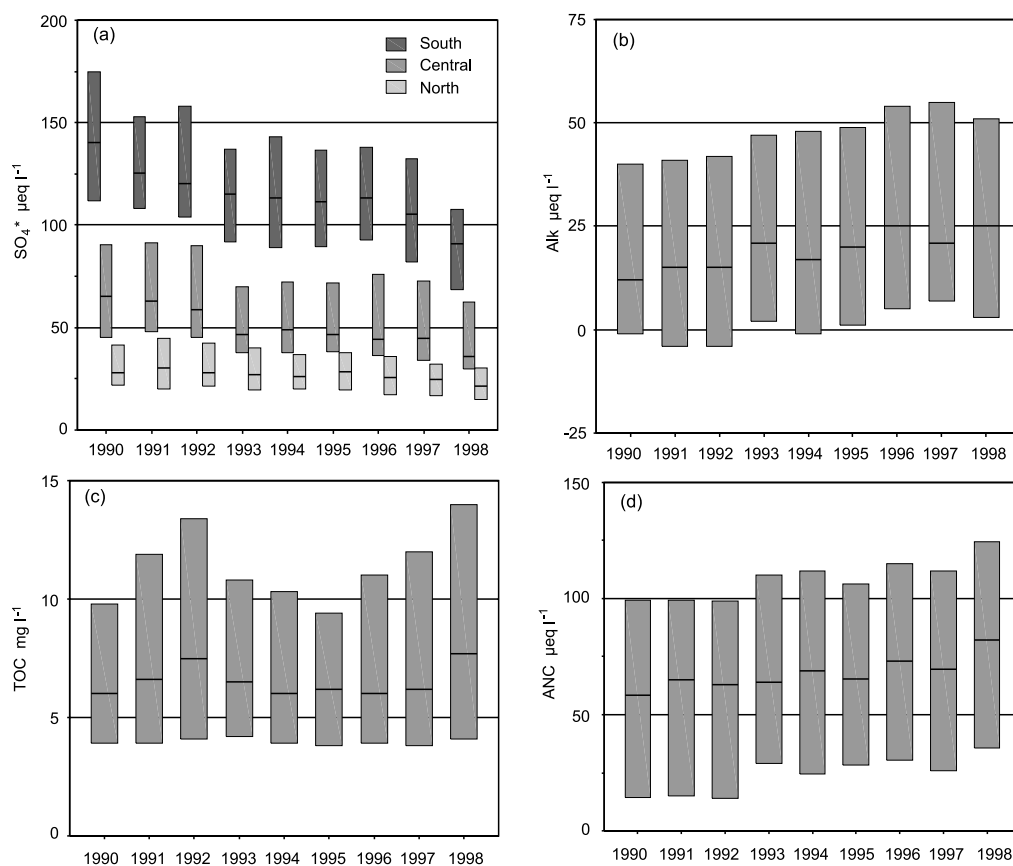 (a)
South
Central
North
200
150
100
50
0
SO₄* µeq l⁻¹
1990 1991 1992 1993 1994 1995 1996 1997 1998
(b)
75
50
25
0
-25
Alk µeq l⁻¹
1990 1991 1992 1993 1994 1995 1996 1997 1998
(c)
15
10
5
0
TOC mg l⁻¹
1990 1991 1992 1993 1994 1995 1996 1997 1998
(d)
150
100
50
0
ANC µeq l⁻¹
1990 1991 1992 1993 1994 1995 1996 1997 1998